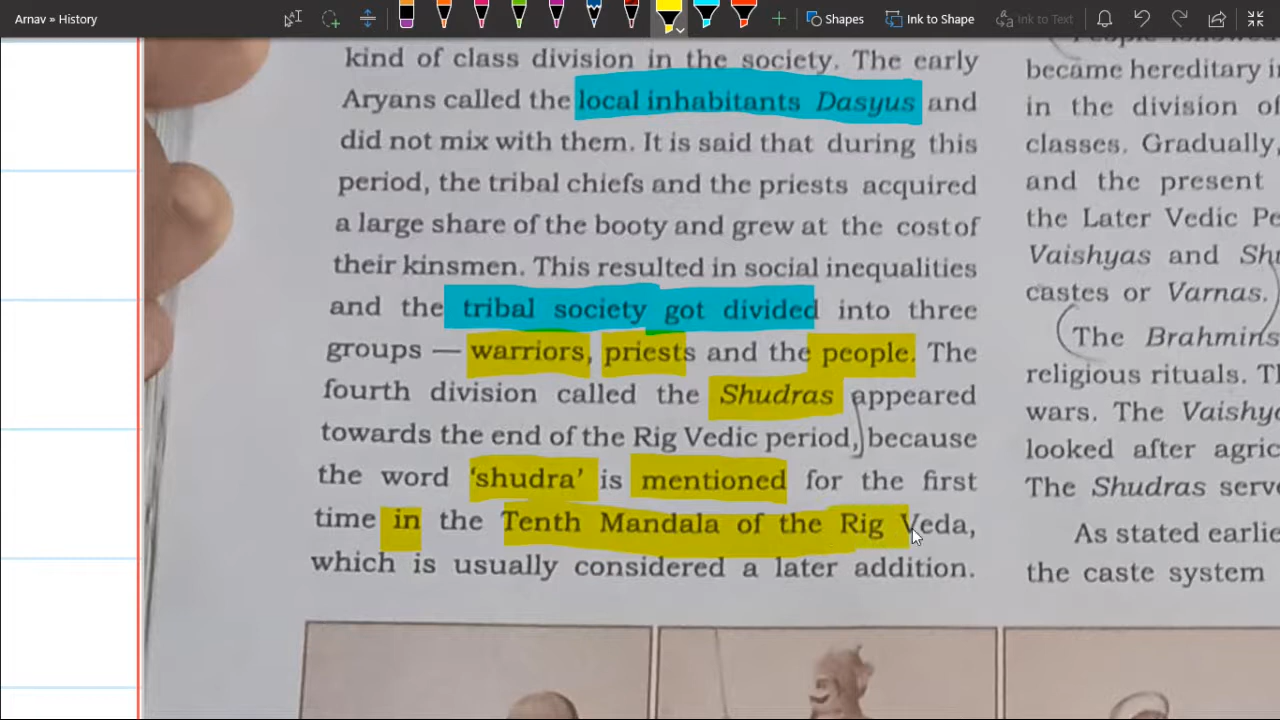 Arnav » History
Shapes
Ink to Shape
Ink to Text
kind of class division in the society. The early
Aryans called the local inhabitants Dasyus and
did not mix with them. It is said that during this
period, the tribal chiefs and the priests acquired
a large share of the booty and grew at the cost of
their kinsmen. This resulted in social inequalities
and the tribal society got divided into three
groups — warriors, priests and the people. The
fourth division called the Shudras appeared
towards the end of the Rig Vedic period, because
the word ‘shudra’ is mentioned for the first
time in the Tenth Mandala of the Rig Veda,
which is usually considered a later addition.
became hereditary
in the division of
classes. Gradually,
and the present
the Later Vedic
Vaishyas and
castes or Varnas.
The Brahmins
religious rituals.
wars. The
looked after
The Shudras
As stated
the caste system